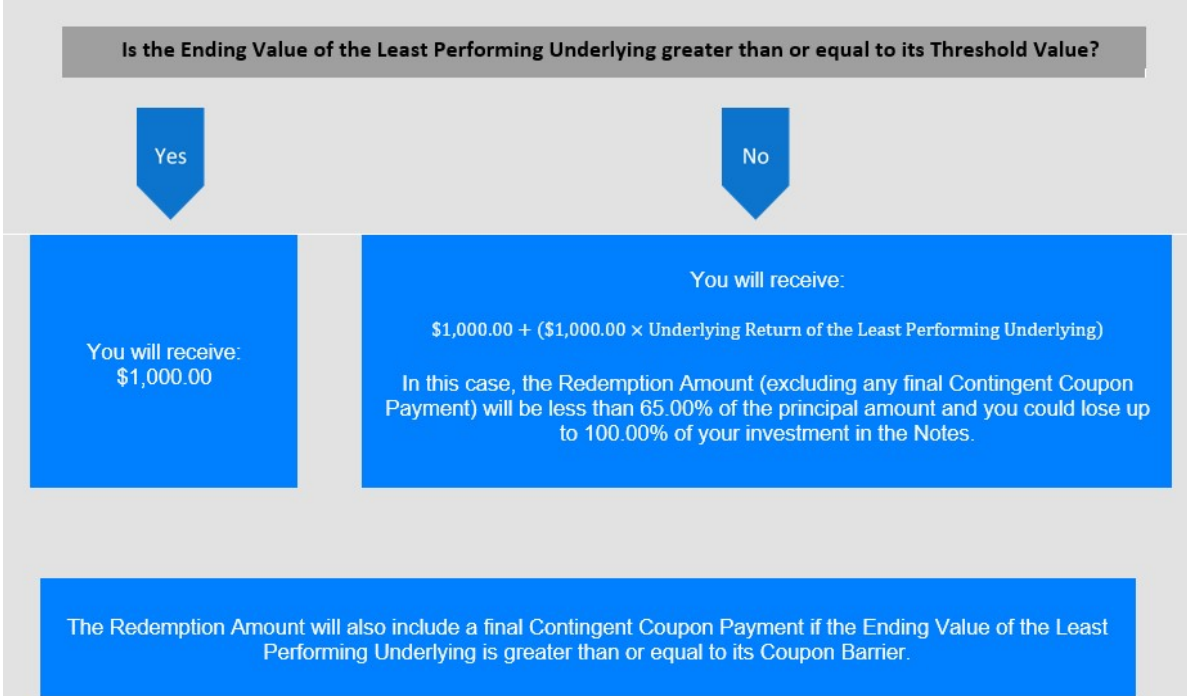 Is the Ending Value of the Least Performing Underlying greater than or equal to its Threshold Value?
Yes
No
You will receive:
$1,000.00
You will receive:
$1,000.00 + ($1,000.00 × Underlying Return of the Least Performing Underlying)
In this case, the Redemption Amount (excluding any final Contingent Coupon
Payment) will be less than 65.00% of the principal amount and you could lose up
to 100.00% of your investment in the Notes.
The Redemption Amount will also include a final Contingent Coupon Payment if the Ending Value of the Least
Performing Underlying is greater than or equal to its Coupon Barrier.